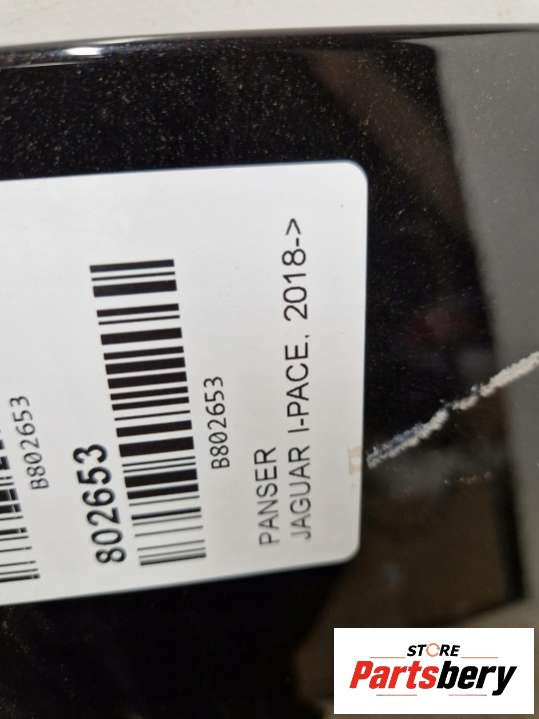 802653
B802653
PANSER
JAGUAR I-PACE, 2018->
B802653
STORE
Partsbery